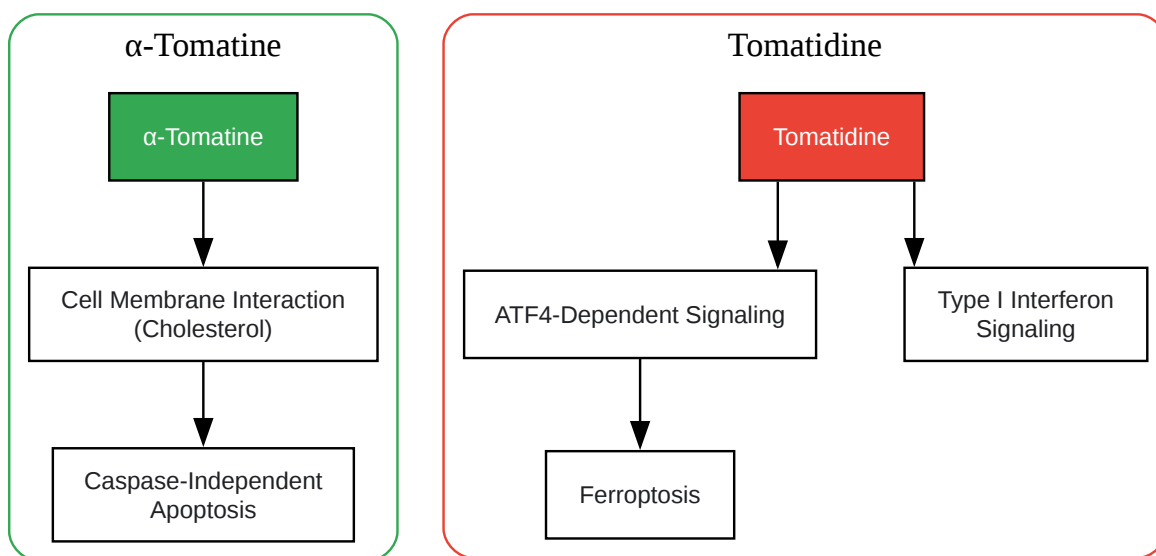 α-Tomatine
α-Tomatine
Cell Membrane Interaction
(Cholesterol)
Caspase-Independent
Apoptosis
Tomatidine
Tomatidine
ATF4-Dependent Signaling
Type I Interferon
Signaling
Ferroptosis